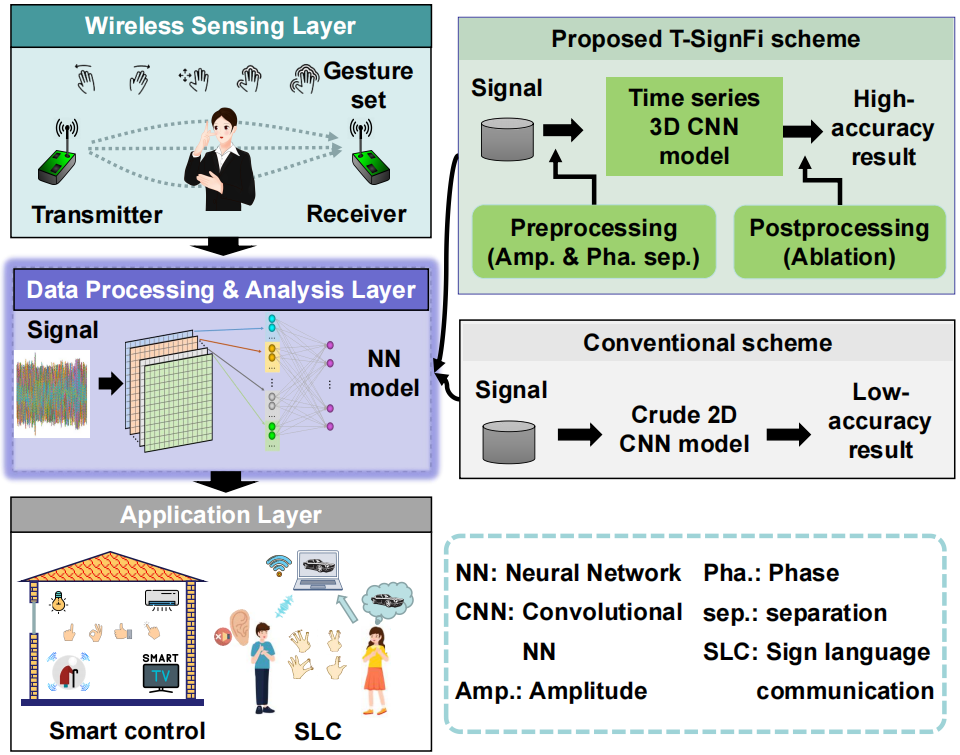 Wireless Sensing Layer
Gesture
set
Transmitter
Receiver
Data Processing & Analysis Layer
Signal
NN
model
Application Layer
SMART
TV
Smart control
SLC
Proposed T-SignFi scheme
Signal
Time series
3D CNN
model
High-
accuracy
result
Preprocessing
(Amp. & Pha. sep.)
Postprocessing
(Ablation)
Conventional scheme
Signal
Crude 2D
CNN model
Low-
accuracy
result
NN: Neural Network
CNN: Convolutional
NN
Amp.: Amplitude
Pha.: Phase
sep.: separation
SLC: Sign language
communication